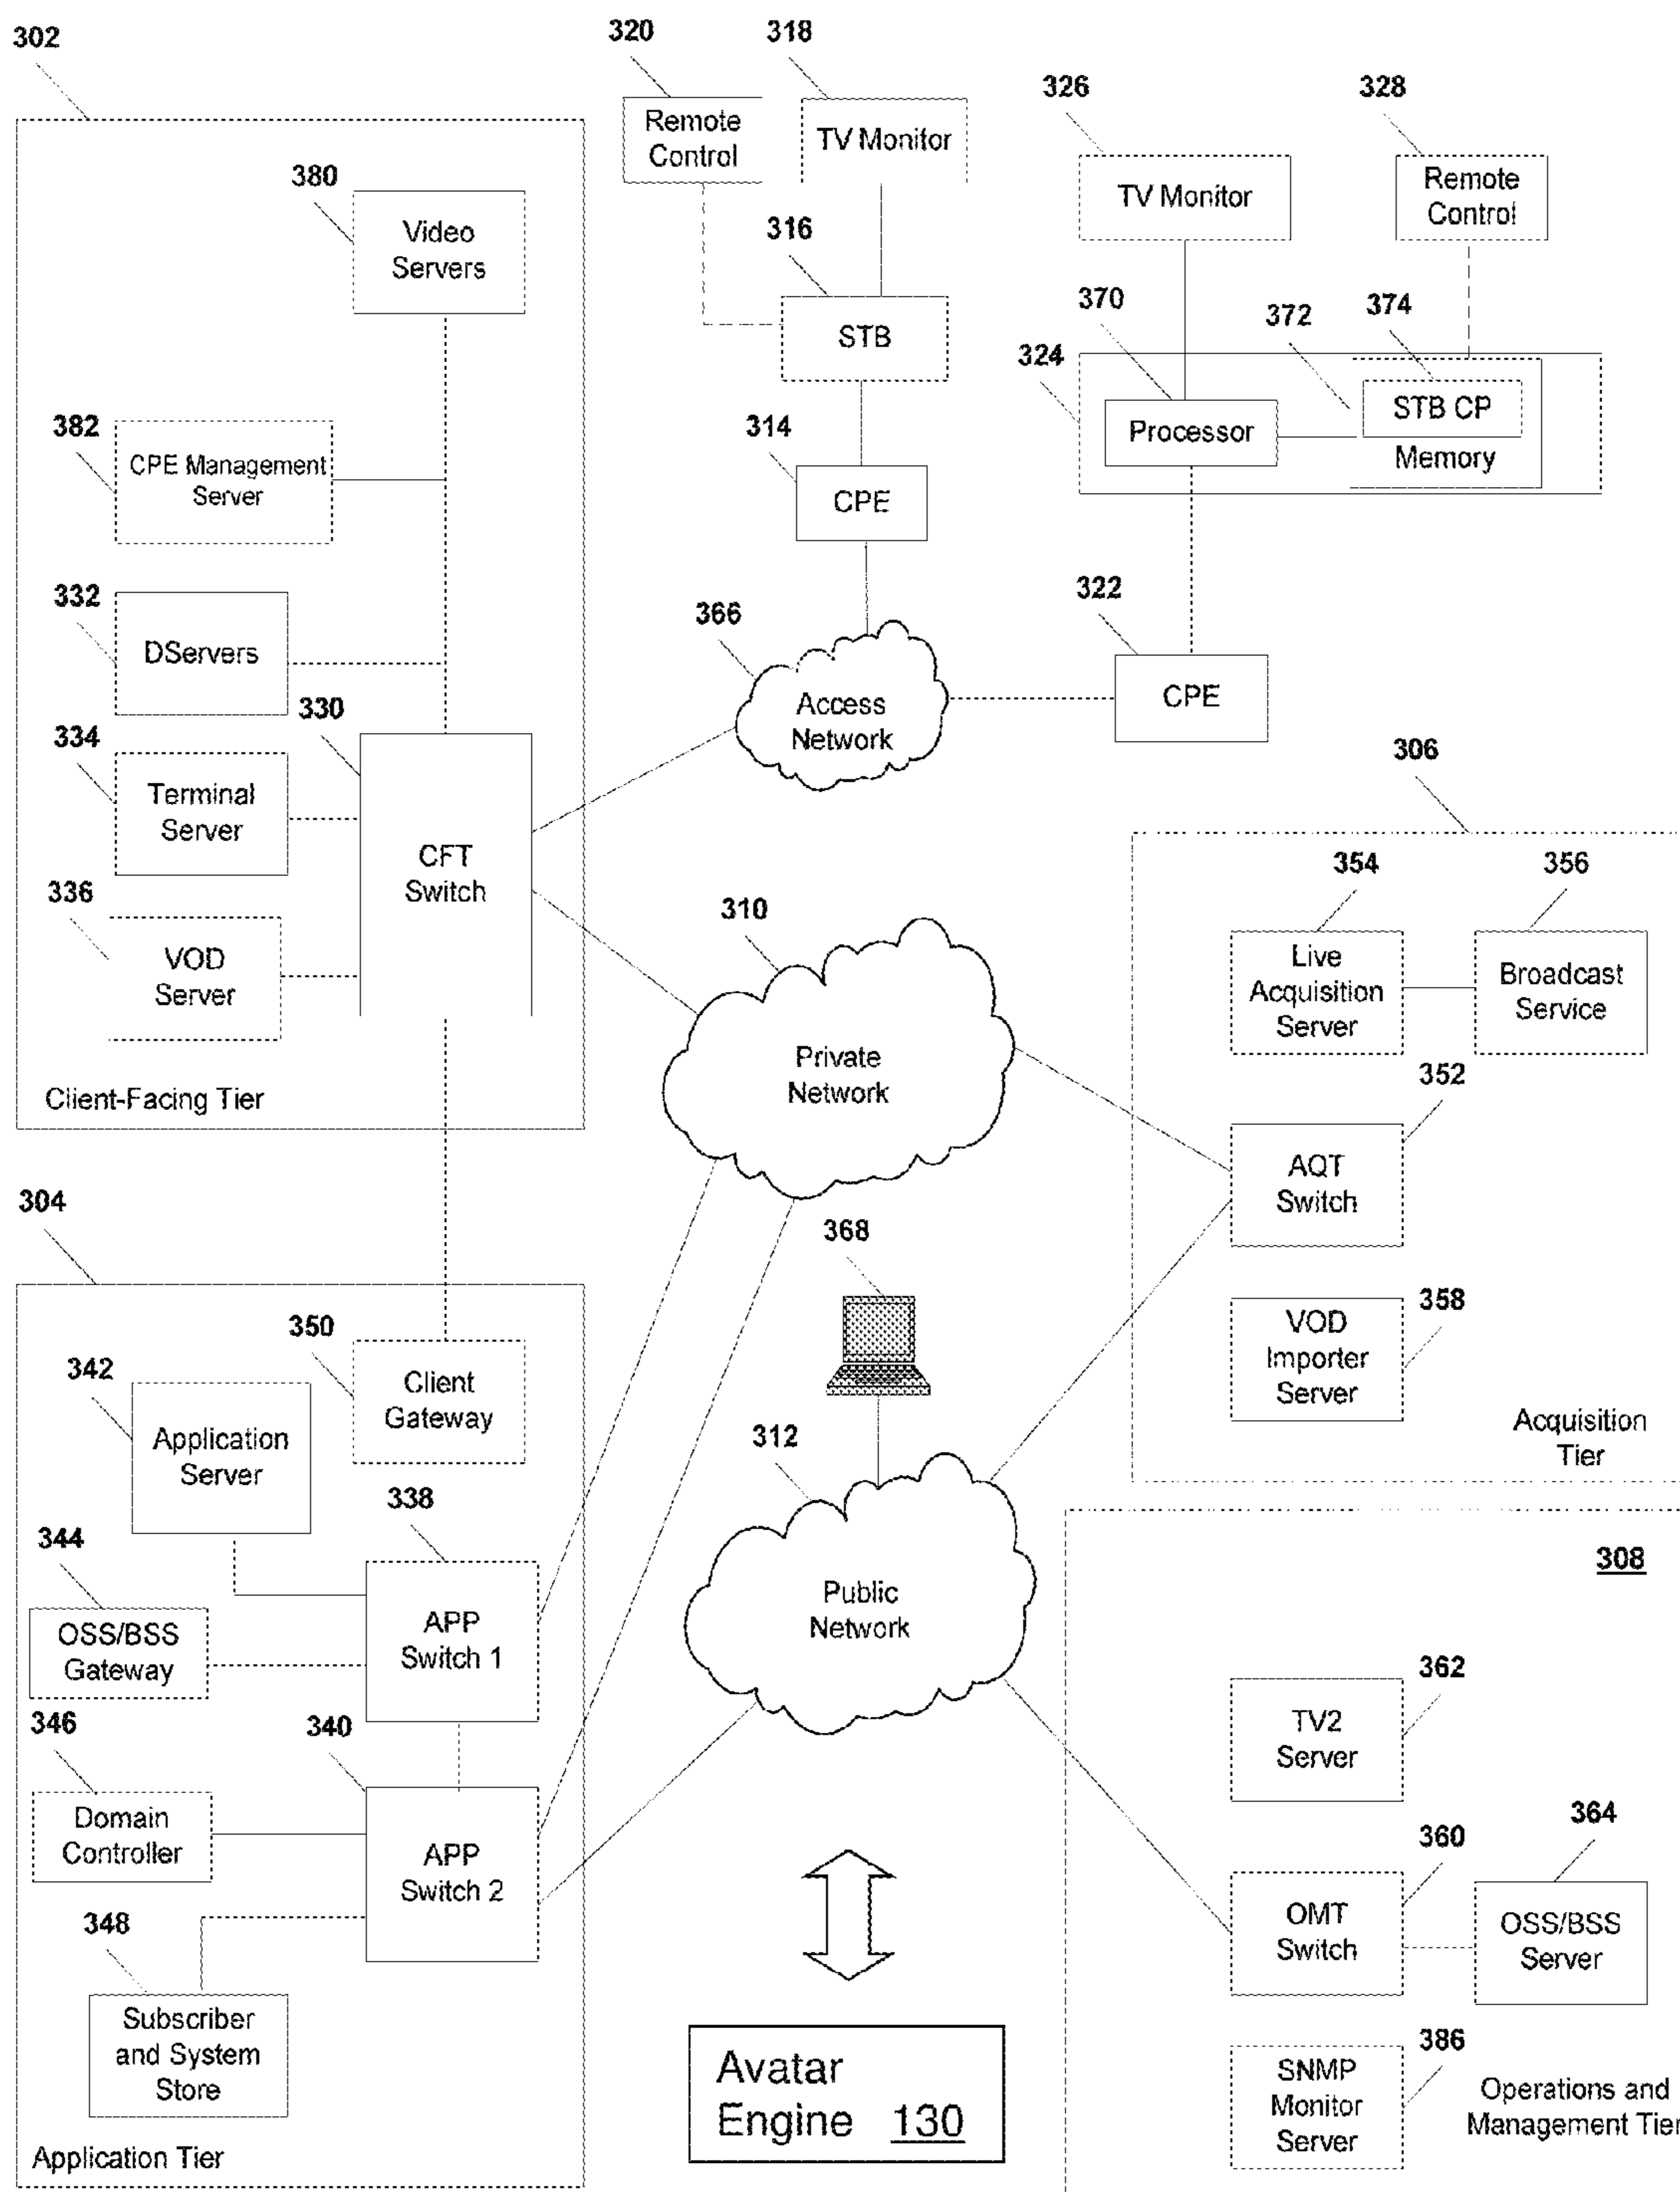 302
320
318
326
328
Remote
Control
TV Monitor
TV Monitor
Remote
Control
380
Video
Servers
316
STB
370
372
374
324
Processor
STB CP
Memory
382
CPE Management
Server
314
CPE
332
DServers
366
Access
Network
322
CPE
330
334
Terminal
Server
CFT
Switch
336
VOD
Server
Client-Facing Tier
310
Private
Network
306
354
356
Live
Acquisition
Server
Broadcast
Service
352
AQT
Switch
358
VOD
Importer
Server
Acquisition
Tier
304
368
350
Client
Gateway
342
Application
Server
312
Public
Network
338
344
OSS/BSS
Gateway
APP
Switch 1
346
340
Domain
Controller
APP
Switch 2
348
Subscriber
and System
Store
Application Tier
308
362
TV2
Server
360
364
OMT
Switch
OSS/BSS
Server
386
SNMP
Monitor
Server
Operations and
Management Tier
Avatar
Engine 130